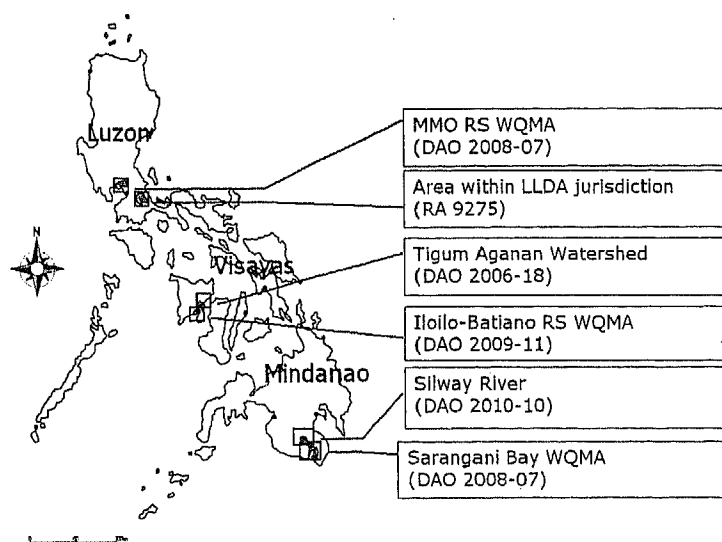 Luzon
Visayas
Mindanao
N
MMO RS WQMA
(DAO 2008-07)
Area within LLDA jurisdiction
(RA 9275)
Tigum Aganan Watershed
(DAO 2006-18)
Iloilo-Batiano RS WQMA
(DAO 2009-11)
Silway River
(DAO 2010-10)
Sarangani Bay WQMA
(DAO 2008-07)